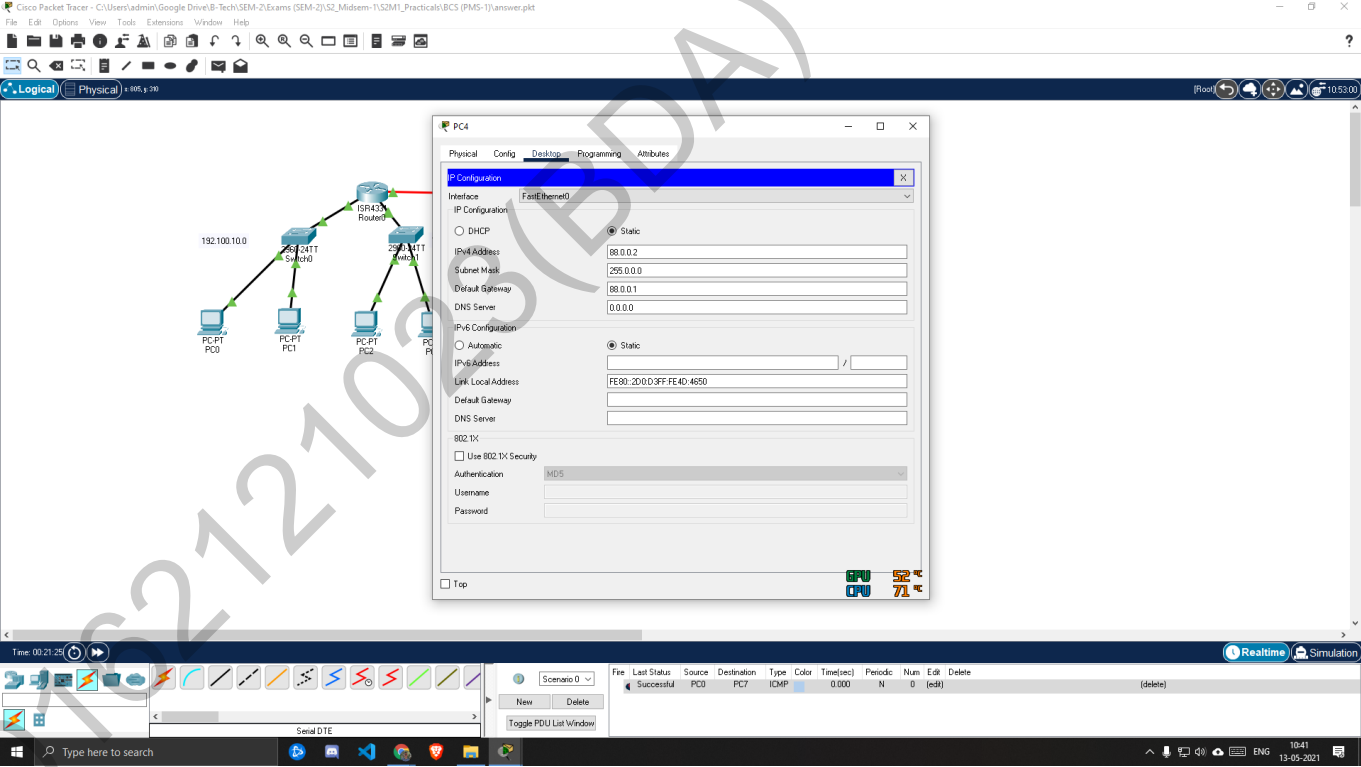 Cisco Packet Tracer - C:\Users\admin\Google Drive\B-Tech\SEM-2\Exams (SEM-2)\S2_Midsem-1\S2M1_Practicals\BCS (PMS-1)\answer.pkt
File Edit Options View Tools Extensions Window Help
?
Logical Physical x: 805, y: 310 [Root] 10:53:00
PC4
Physical Config Desktop Programming Attributes
IP Configuration X
Interface FastEthernet0
IP Configuration
DHCP Static
IPv4 Address 88.0.0.2
Subnet Mask 255.0.0.0
Default Gateway 88.0.0.1
DNS Server 0.0.0.0
IPv6 Configuration
Automatic Static
IPv6 Address /
Link Local Address FE80::2D0:D3FF:FE4D:4650
Default Gateway
DNS Server
802.1X
Use 802.1X Security
Authentication MD5
Username
Password
Top
GPU 52 °C
CPU 71 °C
ISR433
Router0
192.100.10.0
2960-24TT
Switch0
2960-24TT
Switch1
PC-PT
PC0
PC-PT
PC1
PC-PT
PC2
PC
P
162121023(BDA)
Time: 00:21:25 Realtime Simulation
Scenario 0
New Delete
Toggle PDU List Window
Serial DTE
Fire Last Status Source Destination Type Color Time(sec) Periodic Num Edit Delete
Successful PC0 PC7 ICMP 0.000 N 0 (edit) (delete)
Type here to search
ENG
10:41
13-05-2021